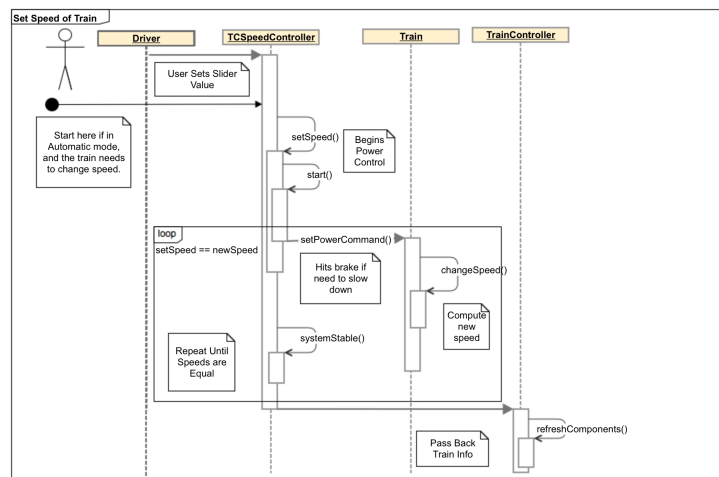 Set Speed of Train
Driver
TCSpeedController
Train
TrainController
User Sets Slider
Value
Start here if in
Automatic mode,
and the train needs
to change speed.
setSpeed()
Begins
Power
Control
start()
loop
setSpeed == newSpeed
setPowerCommand()
Hits brake if
need to slow
down
changeSpeed()
Compute
new
speed
systemStable()
Repeat Until
Speeds are
Equal
refreshComponents()
Pass Back
Train Info